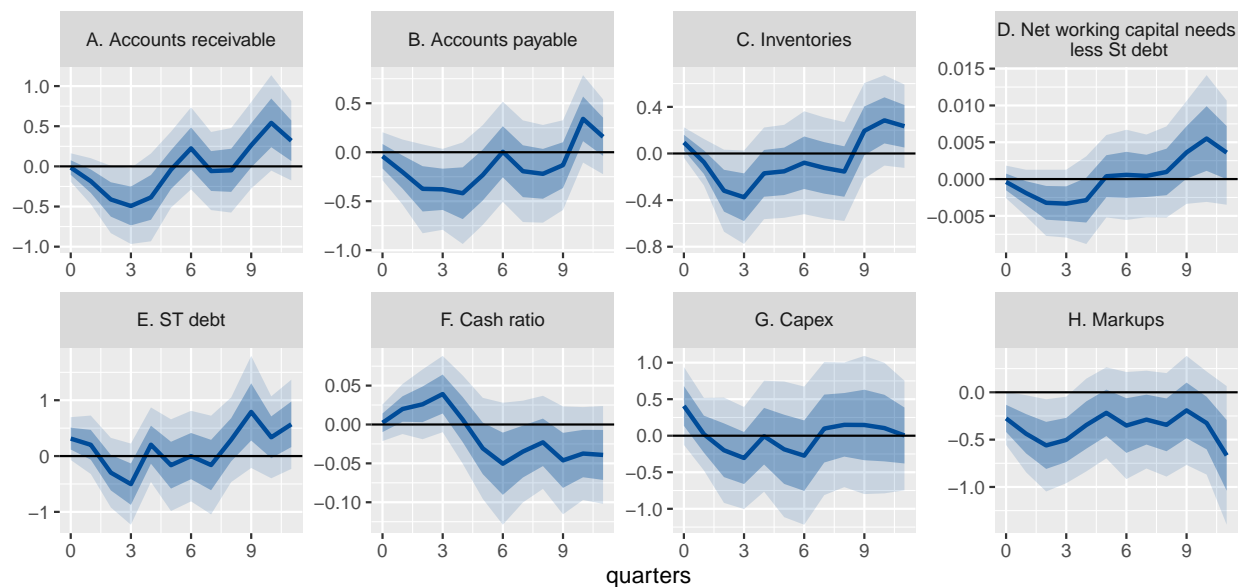 A. Accounts receivable
B. Accounts payable
C. Inventories
D. Net working capital needs
less St debt
1.0
0.5
0.0
−0.5
−1.0
0 3 6 9
0.5
0.0
−0.5
−1.0
0 3 6 9
0.4
0.0
−0.4
−0.8
0 3 6 9
0.015
0.010
0.005
0.000
−0.005
0 3 6 9
E. ST debt
F. Cash ratio
G. Capex
H. Markups
1
0
−1
0 3 6 9
0.05
0.00
−0.05
−0.10
0 3 6 9
1.0
0.5
0.0
−0.5
−1.0
0 3 6 9
0.0
−0.5
−1.0
0 3 6 9
quarters